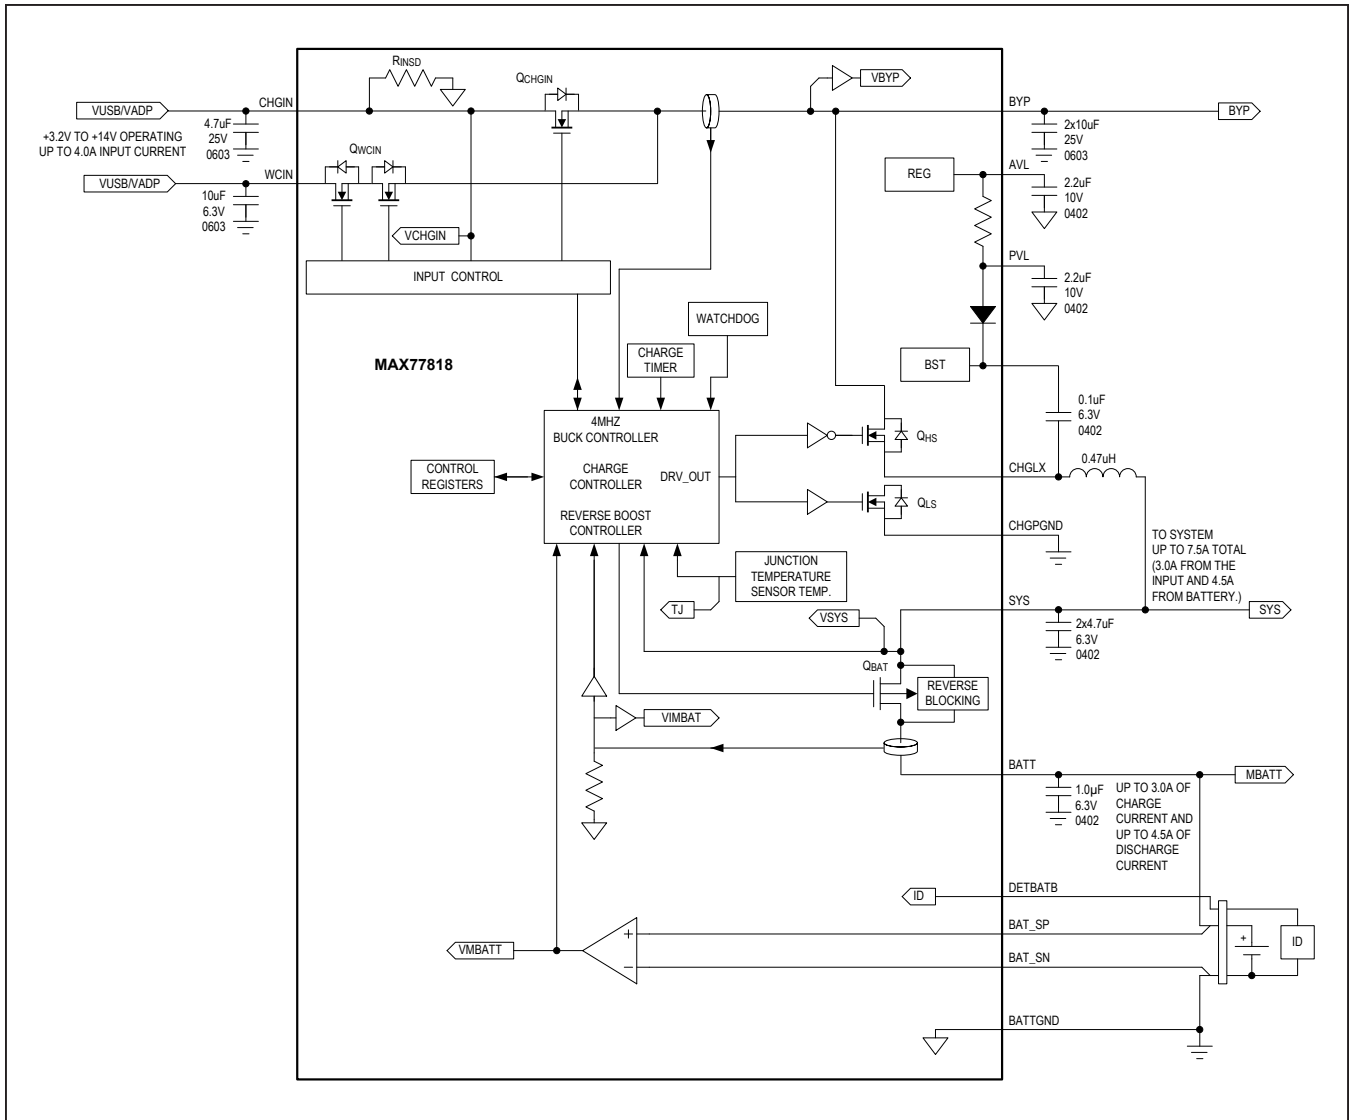 RINSD
QCHGIN
VBYP
VUSB/VADP
CHGIN
BYP
BYP
4.7uF
25V
0603
+3.2V TO +14V OPERATING
UP TO 4.0A INPUT CURRENT
2x10uF
25V
0603
QWCIN
VUSB/VADP
WCIN
10uF
6.3V
0603
REG
AVL
2.2uF
10V
0402
VCHGIN
INPUT CONTROL
PVL
2.2uF
10V
0402
WATCHDOG
MAX77818
CHARGE
TIMER
BST
0.1uF
6.3V
0402
4MHZ
BUCK CONTROLLER
CHARGE
CONTROLLER
DRV_OUT
REVERSE BOOST
CONTROLLER
CONTROL
REGISTERS
QHS
CHGLX
0.47uH
QLS
CHGPGND
TO SYSTEM
UP TO 7.5A TOTAL
(3.0A FROM THE
INPUT AND 4.5A
FROM BATTERY.)
JUNCTION
TEMPERATURE
SENSOR TEMP.
TJ
VSYS
SYS
SYS
2x4.7uF
6.3V
0402
QBAT
REVERSE
BLOCKING
VIMBAT
BATT
MBATT
1.0µF
6.3V
0402
UP TO 3.0A OF
CHARGE
CURRENT AND
UP TO 4.5A OF
DISCHARGE
CURRENT
ID
DETBATB
BAT_SP
+
VMBATT
BAT_SN
−
+
ID
BATTGND